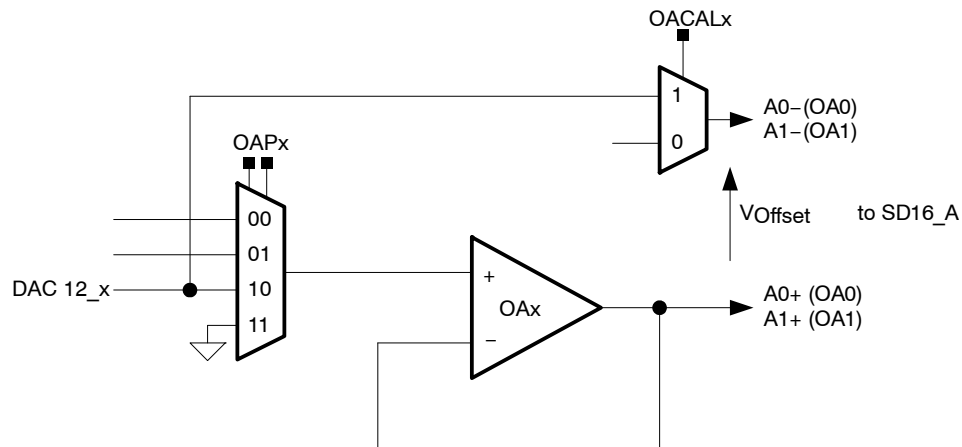 OACALx
1
0
A0−(OA0)
A1−(OA1)
OAPx
00
01
DAC 12_x
10
11
VOffset
to SD16_A
+
OAx
−
A0+ (OA0)
A1+ (OA1)